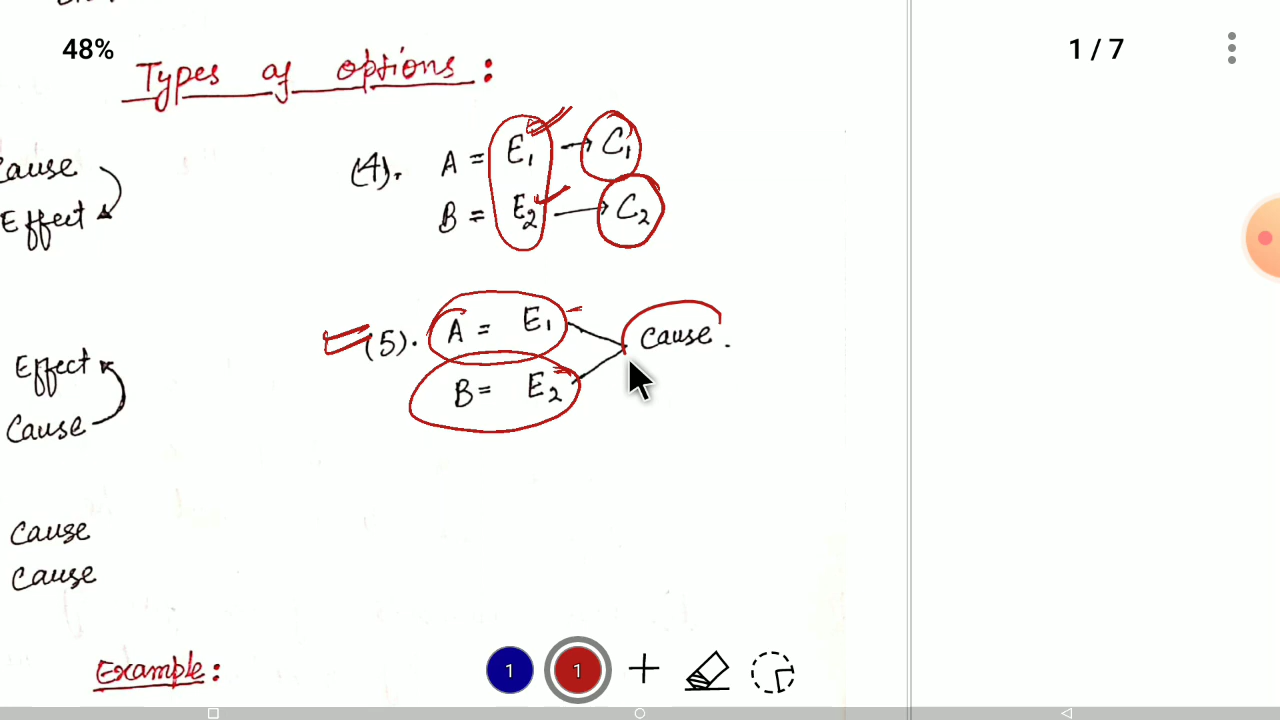 48%
1 / 7
Types of options :
Cause
Effect
(4). A = E1 → C1
B = E2 → C2
(5). A = E1
Cause.
B = E2
Effect
Cause
Cause
Cause
Example :
1
1